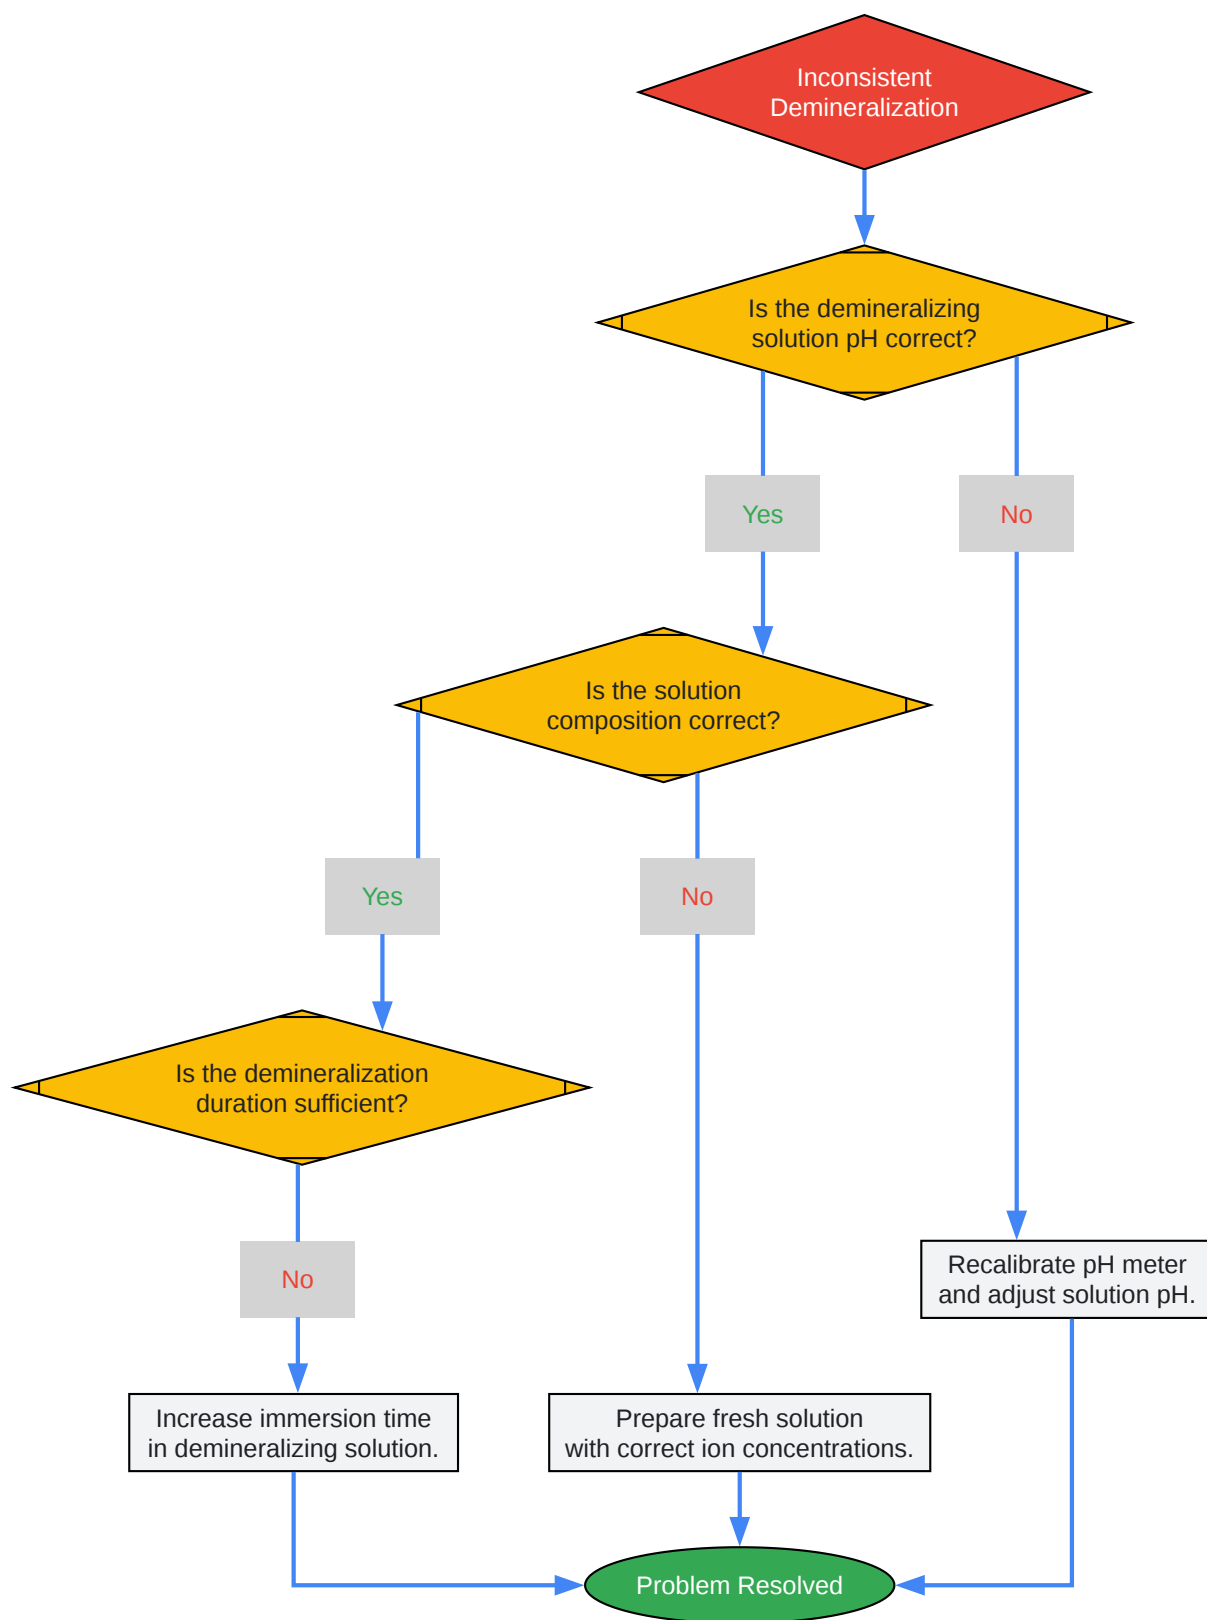 Inconsistent
Demineralization
Is the demineralizing
solution pH correct?
Yes
No
Is the solution
composition correct?
Yes
No
Is the demineralization
duration sufficient?
No
Recalibrate pH meter
and adjust solution pH.
Increase immersion time
in demineralizing solution.
Prepare fresh solution
with correct ion concentrations.
Problem Resolved